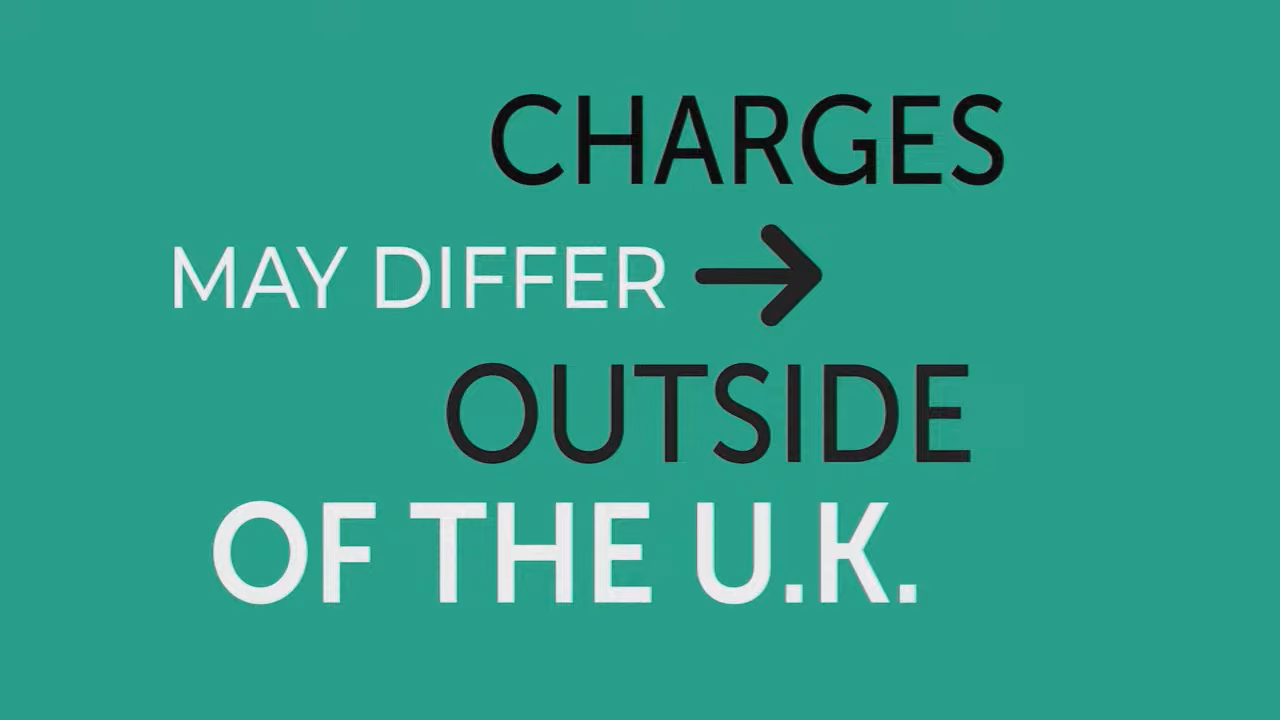 CHARGES
MAY DIFFER →
OUTSIDE
OF THE U.K.